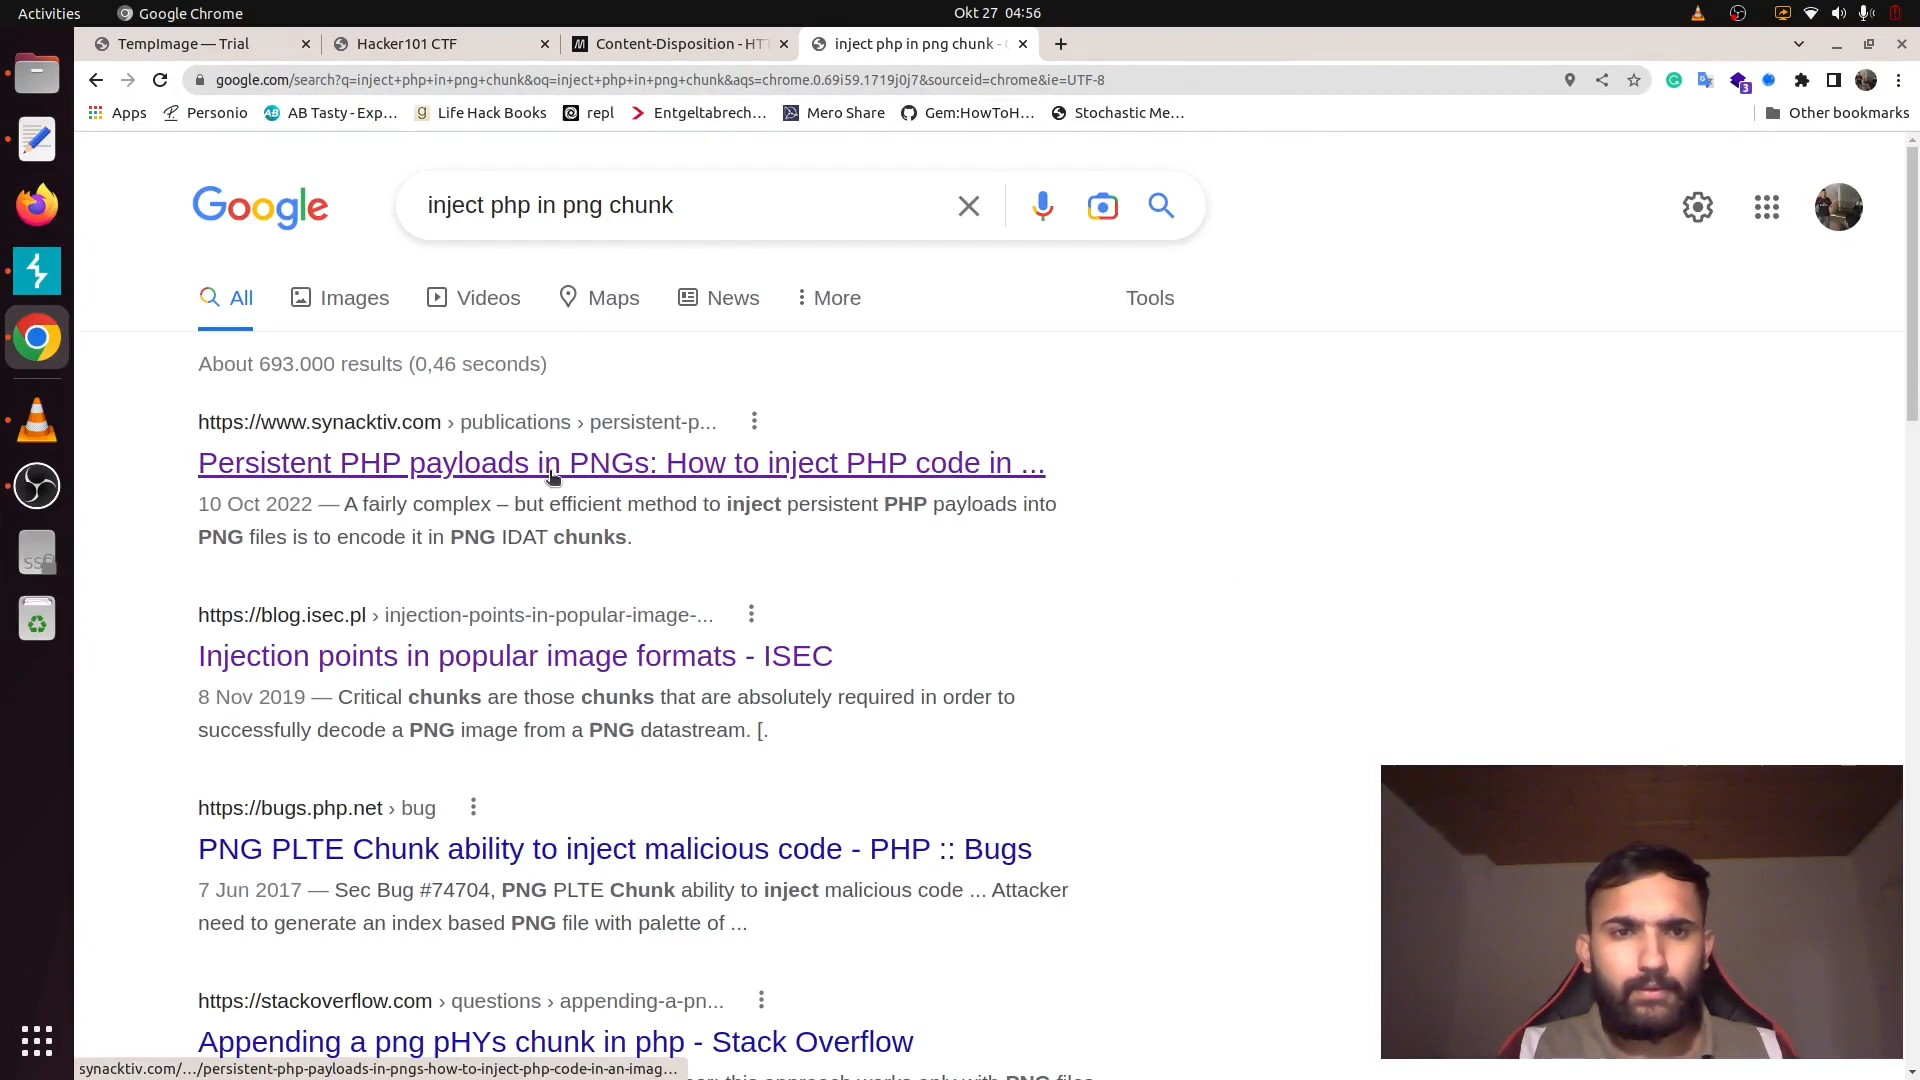 Activities
Google Chrome
Okt 27 04:56
TempImage — Trial
Hacker101 CTF
Content-Disposition - HT
inject php in png chunk -
google.com/search?q=inject+php+in+png+chunk&oq=inject+php+in+png+chunk&aqs=chrome.0.69i59.1719j0j7&sourceid=chrome&ie=UTF-8
3
Apps
Personio
AB Tasty - Exp...
Life Hack Books
repl
Entgeltabrech...
Mero Share
Gem:HowToH...
Stochastic Me...
Other bookmarks
Google
inject php in png chunk
All
Images
Videos
Maps
News
More
Tools
About 693.000 results (0,46 seconds)
https://www.synacktiv.com › publications › persistent-p...
Persistent PHP payloads in PNGs: How to inject PHP code in ...
10 Oct 2022 — A fairly complex – but efficient method to inject persistent PHP payloads into
PNG files is to encode it in PNG IDAT chunks.
https://blog.isec.pl › injection-points-in-popular-image-...
Injection points in popular image formats - ISEC
8 Nov 2019 — Critical chunks are those chunks that are absolutely required in order to
successfully decode a PNG image from a PNG datastream. [.
https://bugs.php.net › bug
PNG PLTE Chunk ability to inject malicious code - PHP :: Bugs
7 Jun 2017 — Sec Bug #74704, PNG PLTE Chunk ability to inject malicious code ... Attacker
need to generate an index based PNG file with palette of ...
https://stackoverflow.com › questions › appending-a-pn...
Appending a png pHYs chunk in php - Stack Overflow
synacktiv.com/.../persistent-php-payloads-in-pngs-how-to-inject-php-code-in-an-imag...